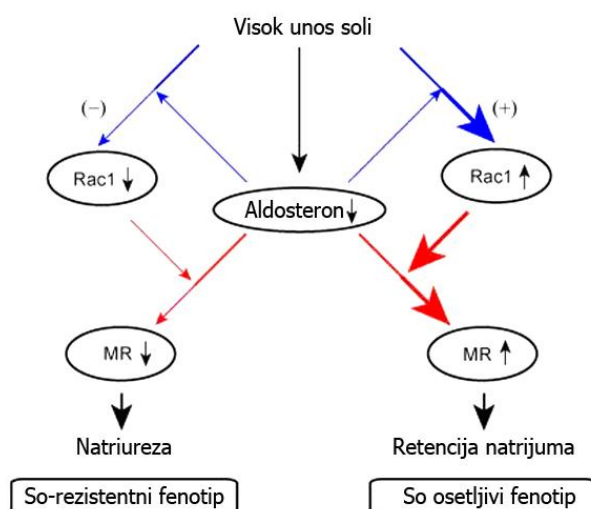 Visok unos soli
(−) (+)
Rac1 ↓ Aldosteron ↓ Rac1 ↑
MR ↓ MR ↑
Natriureza Retencija natrijuma
So-rezistentni fenotip So osetljivi fenotip